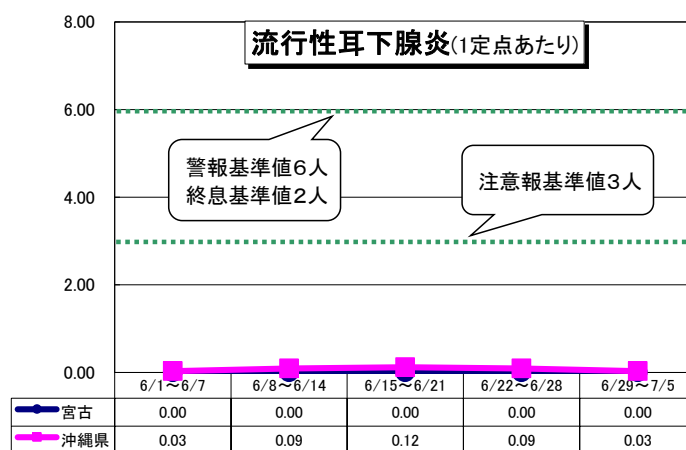 流行性耳下腺炎(1定点あたり)
8.00
6.00
4.00
2.00
0.00
警報基準値6人
終息基準値2人
注意報基準値3人
6/1～6/7 6/8～6/14 6/15～6/21 6/22～6/28 6/29～7/5
宮古 0.00 0.00 0.00 0.00 0.00
沖縄県 0.03 0.09 0.12 0.09 0.03